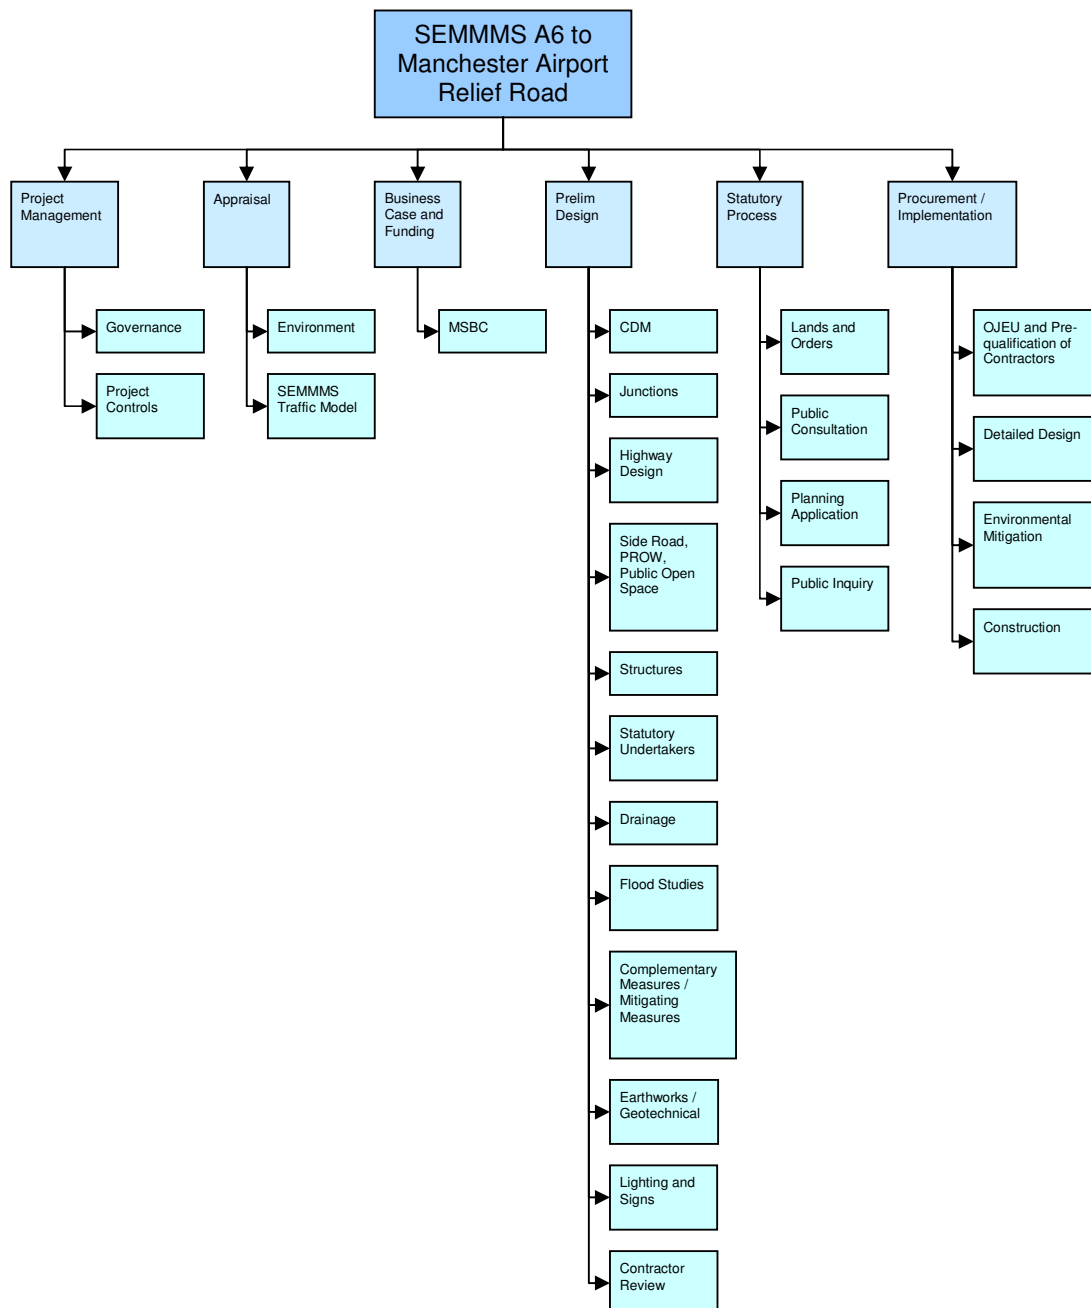 SEMMMS A6 to
Manchester Airport
Relief Road
Project
Management
Appraisal
Business
Case and
Funding
Prelim
Design
Statutory
Process
Procurement /
Implementation
Governance
Project
Controls
Environment
SEMMMS
Traffic Model
MSBC
CDM
Junctions
Highway
Design
Side Road,
PROW,
Public Open
Space
Structures
Statutory
Undertakers
Drainage
Flood Studies
Complementary
Measures /
Mitigating
Measures
Earthworks /
Geotechnical
Lighting and
Signs
Contractor
Review
Lands and
Orders
Public
Consultation
Planning
Application
Public Inquiry
OJEU and Pre-
qualification of
Contractors
Detailed Design
Environmental
Mitigation
Construction